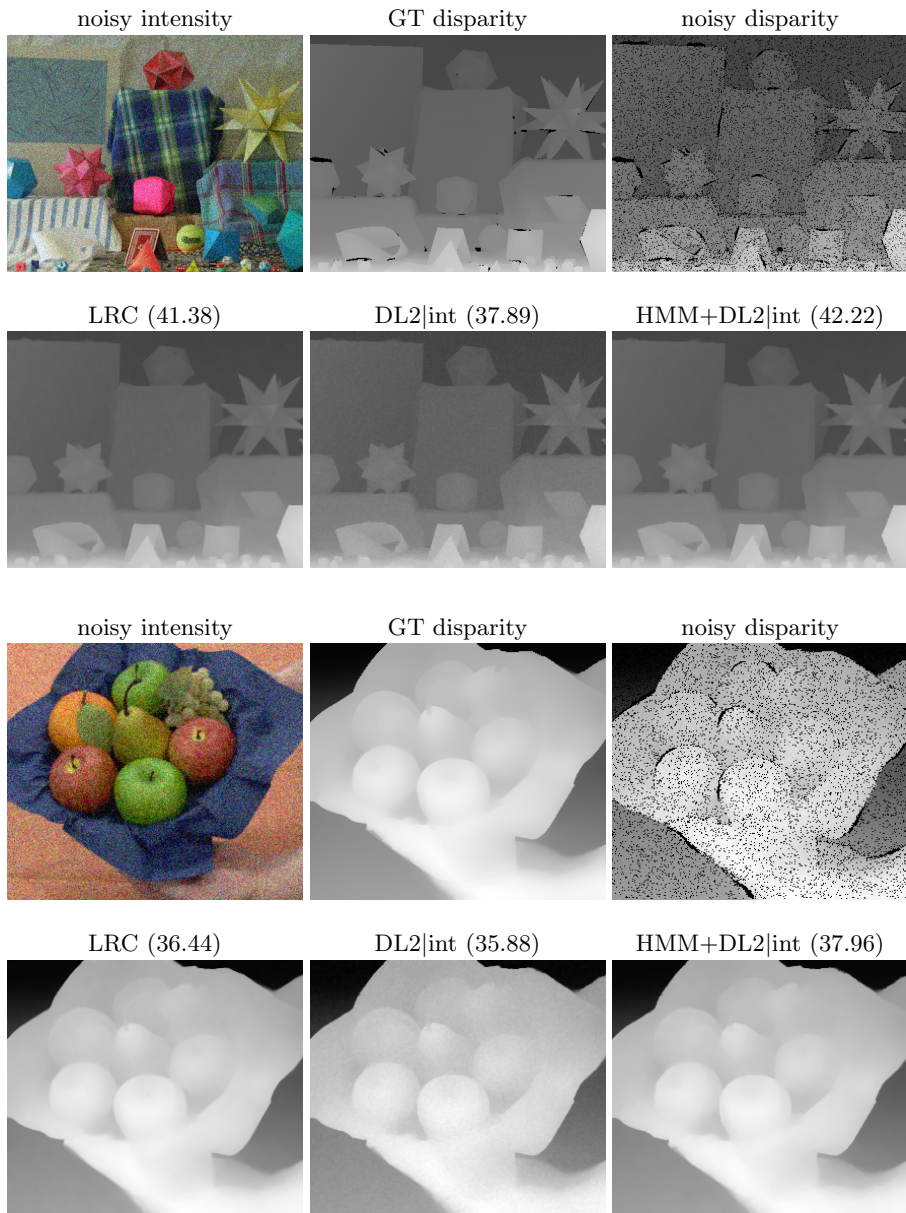 noisy intensity GT disparity noisy disparity
LRC (41.38) DL2|int (37.89) HMM+DL2|int (42.22)
noisy intensity GT disparity noisy disparity
LRC (36.44) DL2|int (35.88) HMM+DL2|int (37.96)